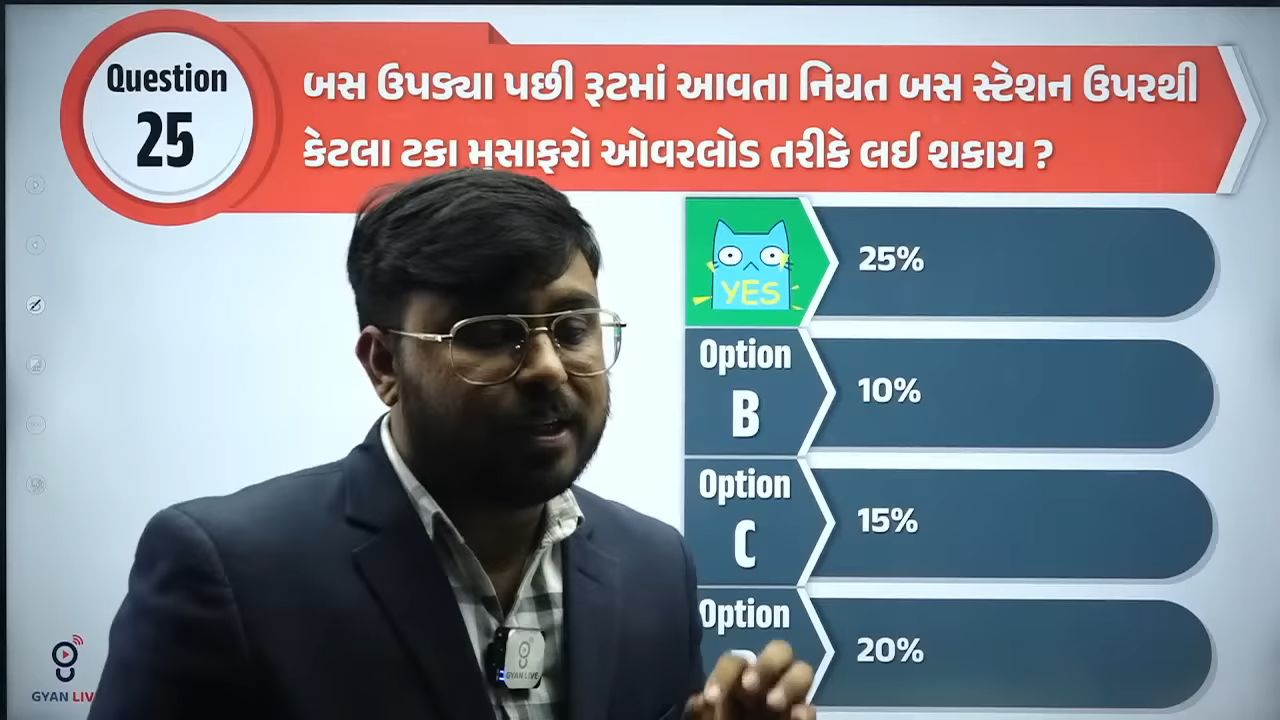 Question
25
બસ ઉપડ્યા પછી રૂટમાં આવતા નિયત બસ સ્ટેશન ઉપરથી
કેટલા ટકા મુસાફરો ઓવરલોડ તરીકે લઈ શકાય ?
YES
25%
Option
B
10%
Option
C
15%
Option
20%
GYAN LIV
GYAN LIVE